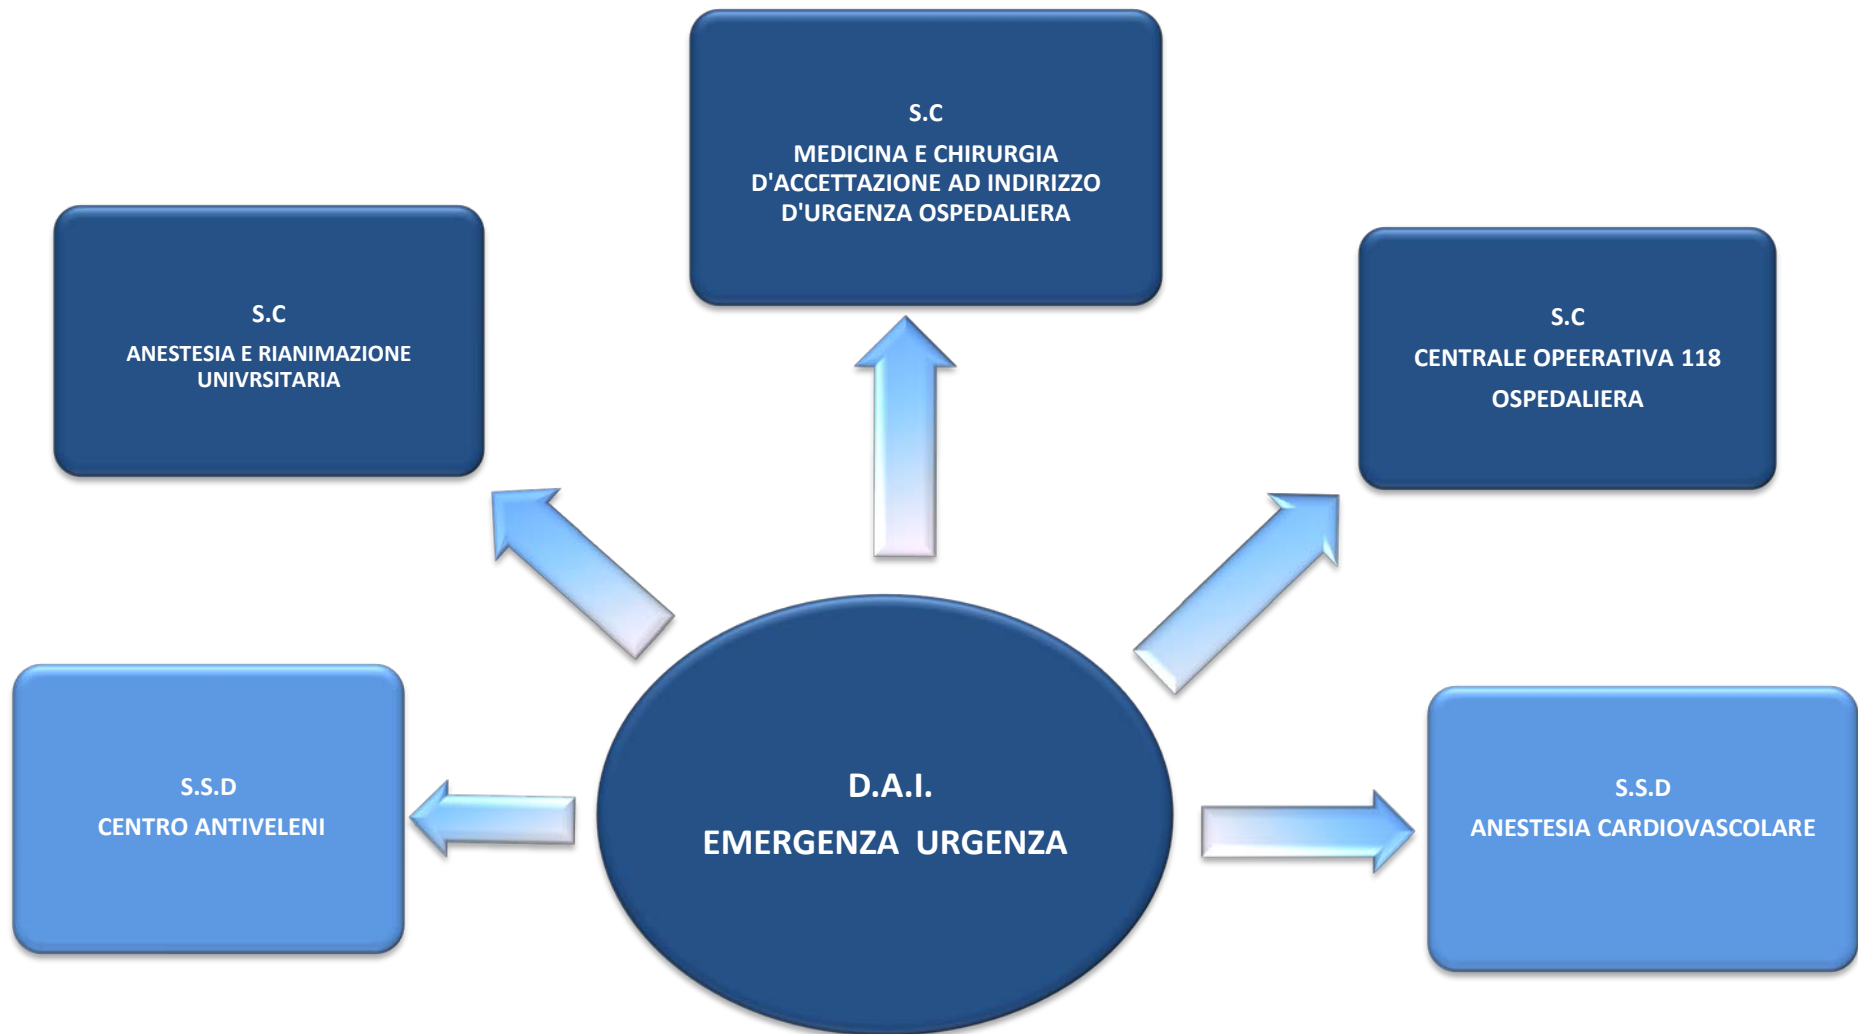 S.C
MEDICINA E CHIRURGIA
D'ACCETTAZIONE AD INDIRIZZO
D'URGENZA OSPEDALIERA
S.C
ANESTESIA E RIANIMAZIONE
UNIVRSITARIA
S.C
CENTRALE OPEERATIVA 118
OSPEDALIERA
S.S.D
CENTRO ANTIVELENI
D.A.I.
EMERGENZA  URGENZA
S.S.D
ANESTESIA CARDIOVASCOLARE